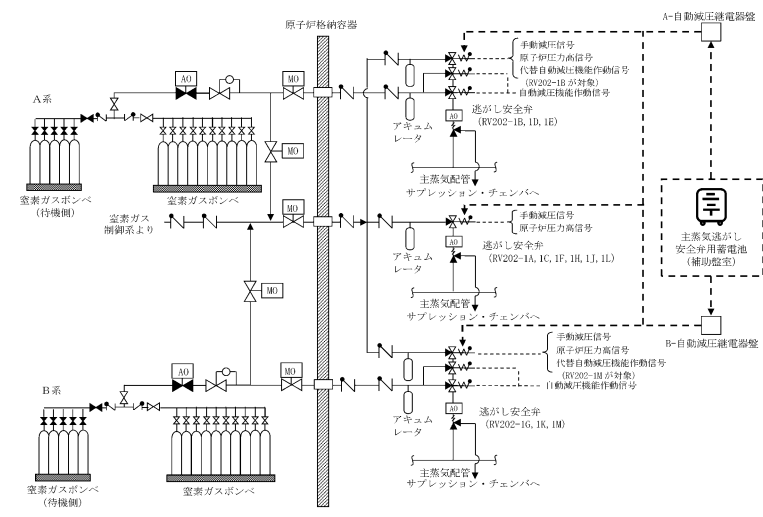 原子炉格納容器
A-自動減圧継電器盤
手動減圧信号
原子炉圧力高信号
代替自動減圧機能作動信号
(RV202-1Bが対象)
自動減圧機能作動信号
AO
MO
A系
アキュム
レータ
AO
逃がし安全弁
(RV202-1B, 1D, 1E)
MO
窒素ガスボンベ
(待機側)
窒素ガスボンベ
主蒸気配管
サプレッション・チェンバへ
MO
窒素ガス
制御系より
手動減圧信号
原子炉圧力高信号
主蒸気逃がし
安全弁用蓄電池
(補助盤室)
AO
逃がし安全弁
(RV202-1A, 1C, 1F, 1H, 1J, 1L)
アキュム
レータ
MO
主蒸気配管
サプレッション・チェンバへ
B-自動減圧継電器盤
手動減圧信号
原子炉圧力高信号
代替自動減圧機能作動信号
(RV202-1Mが対象)
自動減圧機能作動信号
AO
MO
B系
アキュム
レータ
AO
逃がし安全弁
(RV202-1G, 1K, 1M)
主蒸気配管
サプレッション・チェンバへ
窒素ガスボンベ
(待機側)
窒素ガスボンベ